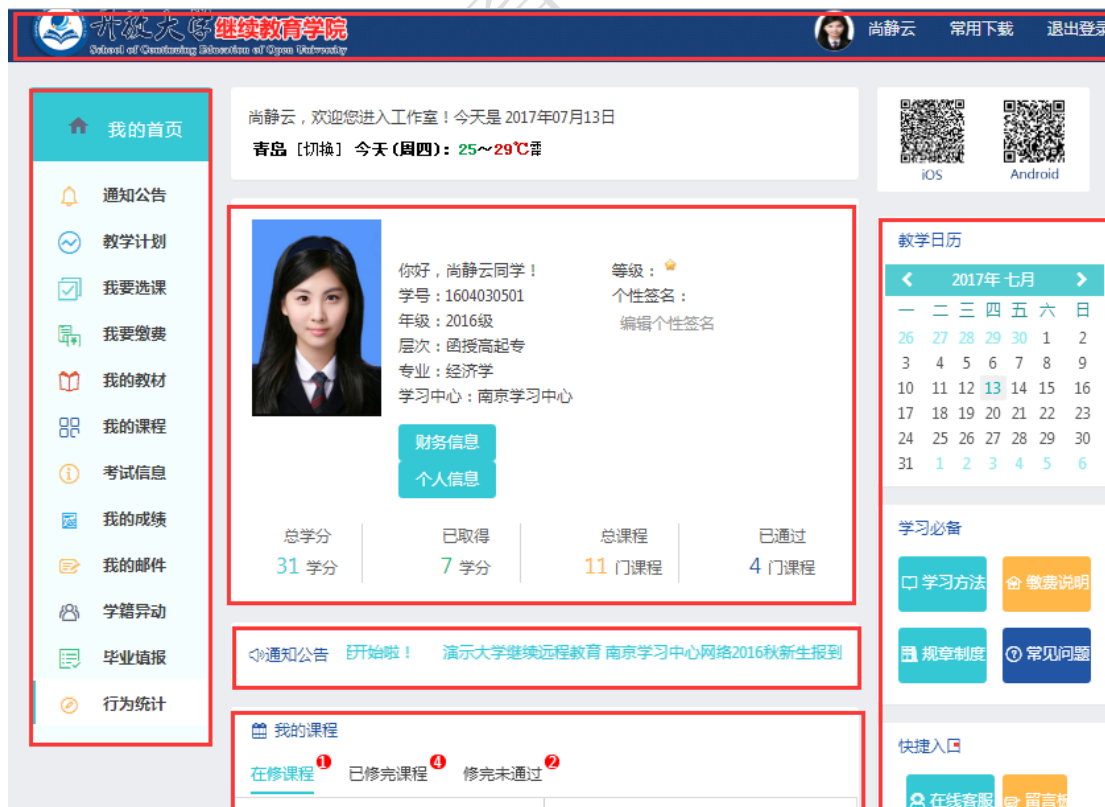 开放大学继续教育学院
School of Continuing Education of Open University
尚静云 常用下载 退出登录
我的首页
通知公告
教学计划
我要选课
我要缴费
我的教材
我的课程
考试信息
我的成绩
我的邮件
学籍异动
毕业填报
行为统计
尚静云，欢迎您进入工作室！今天是 2017年07月13日
青岛 [切换] 今天(周四)：25～29℃
你好，尚静云同学！
学号：1604030501
年级：2016级
层次：函授高起专
专业：经济学
学习中心：南京学习中心
等级：
个性签名：
编辑个性签名
财务信息
个人信息
总学分 已取得 总课程 已通过
31 学分 7 学分 11 门课程 4 门课程
通知公告 开始啦！ 演示大学继续远程教育 南京学习中心网络2016秋新生报到
我的课程
在修课程 1 已修完课程 4 修完未通过 2
iOS Android
教学日历
2017年 七月
一 二 三 四 五 六 日
26 27 28 29 30 1 2
3 4 5 6 7 8 9
10 11 12 13 14 15 16
17 18 19 20 21 22 23
24 25 26 27 28 29 30
31 1 2 3 4 5 6
学习必备
学习方法 缴费说明
规章制度 常见问题
快捷入口
在线客服 留言板